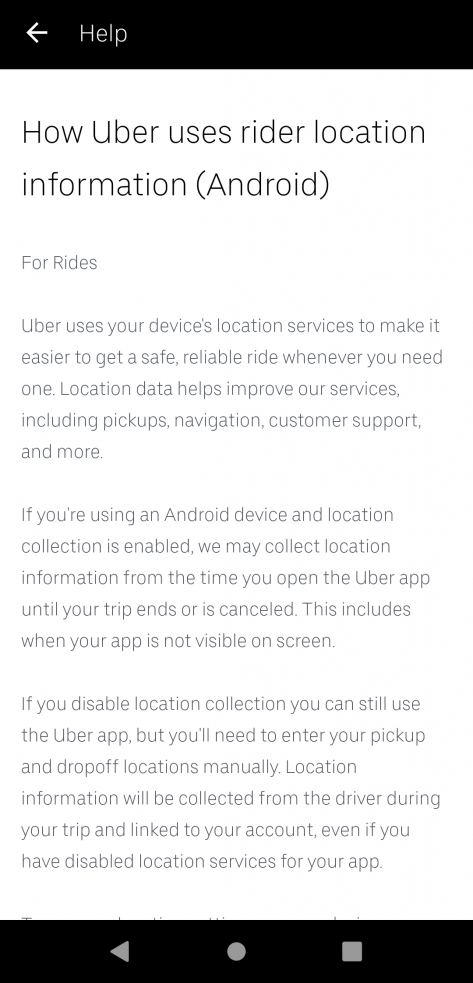 Help
How Uber uses rider location
information (Android)
For Rides
Uber uses your device's location services to make it
easier to get a safe, reliable ride whenever you need
one. Location data helps improve our services,
including pickups, navigation, customer support,
and more.
If you're using an Android device and location
collection is enabled, we may collect location
information from the time you open the Uber app
until your trip ends or is canceled. This includes
when your app is not visible on screen.
If you disable location collection you can still use
the Uber app, but you'll need to enter your pickup
and dropoff locations manually. Location
information will be collected from the driver during
your trip and linked to your account, even if you
have disabled location services for your app.